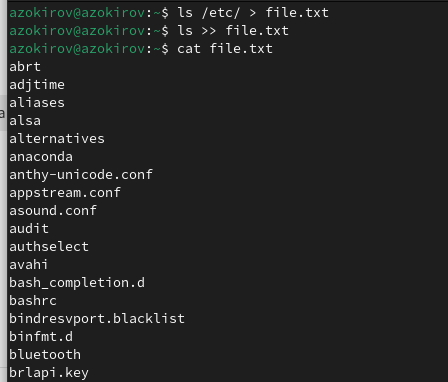 azokirov@azokirov:~$ ls /etc/ > file.txt
azokirov@azokirov:~$ ls >> file.txt
azokirov@azokirov:~$ cat file.txt
abrt
adjtime
aliases
alsa
alternatives
anaconda
anthy-unicode.conf
appstream.conf
asound.conf
audit
authselect
avahi
bash_completion.d
bashrc
bindresvport.blacklist
binfmt.d
bluetooth
brlapi.key